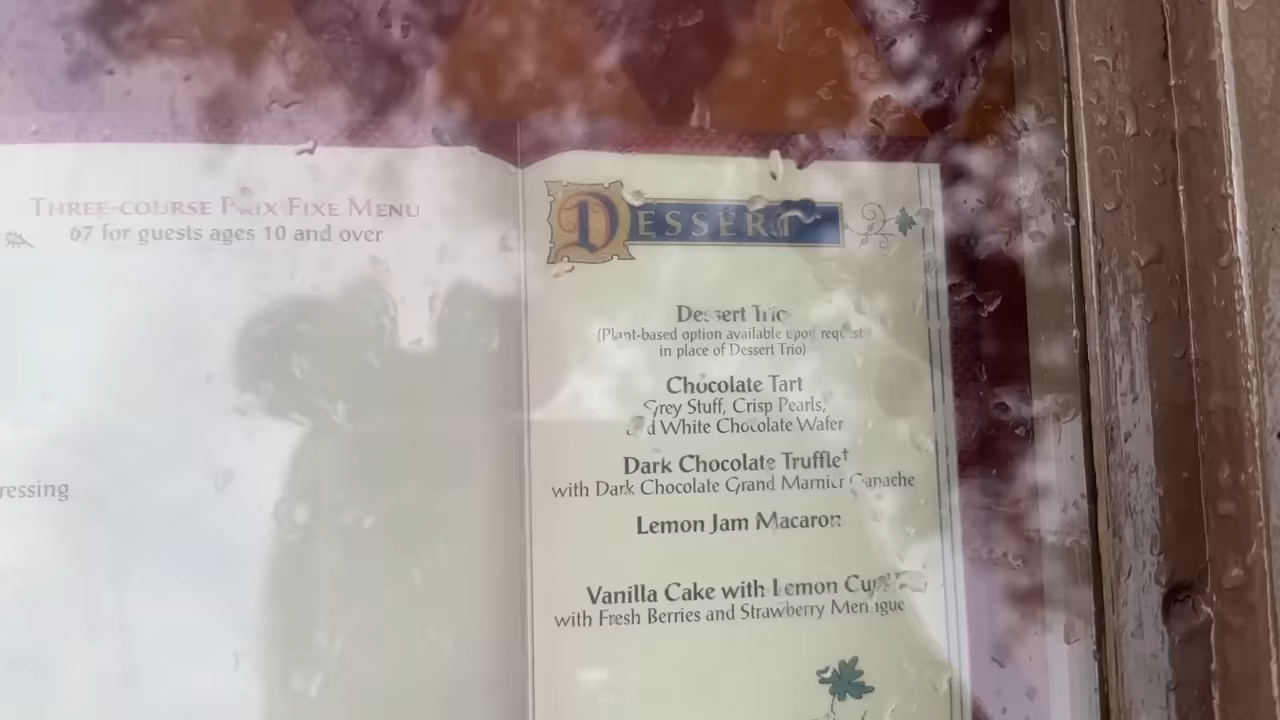 THREE-COURSE PRIX FIXE MENU
67 for guests ages 10 and over
ressing
DESSERT
Dessert Trio
(Plant-based option available upon request
in place of Dessert Trio)
Chocolate Tart
Grey Stuff, Crisp Pearls,
and White Chocolate Wafer
Dark Chocolate Truffle†
with Dark Chocolate Grand Marnier Ganache
Lemon Jam Macaron
Vanilla Cake with Lemon Curd
with Fresh Berries and Strawberry Meringue